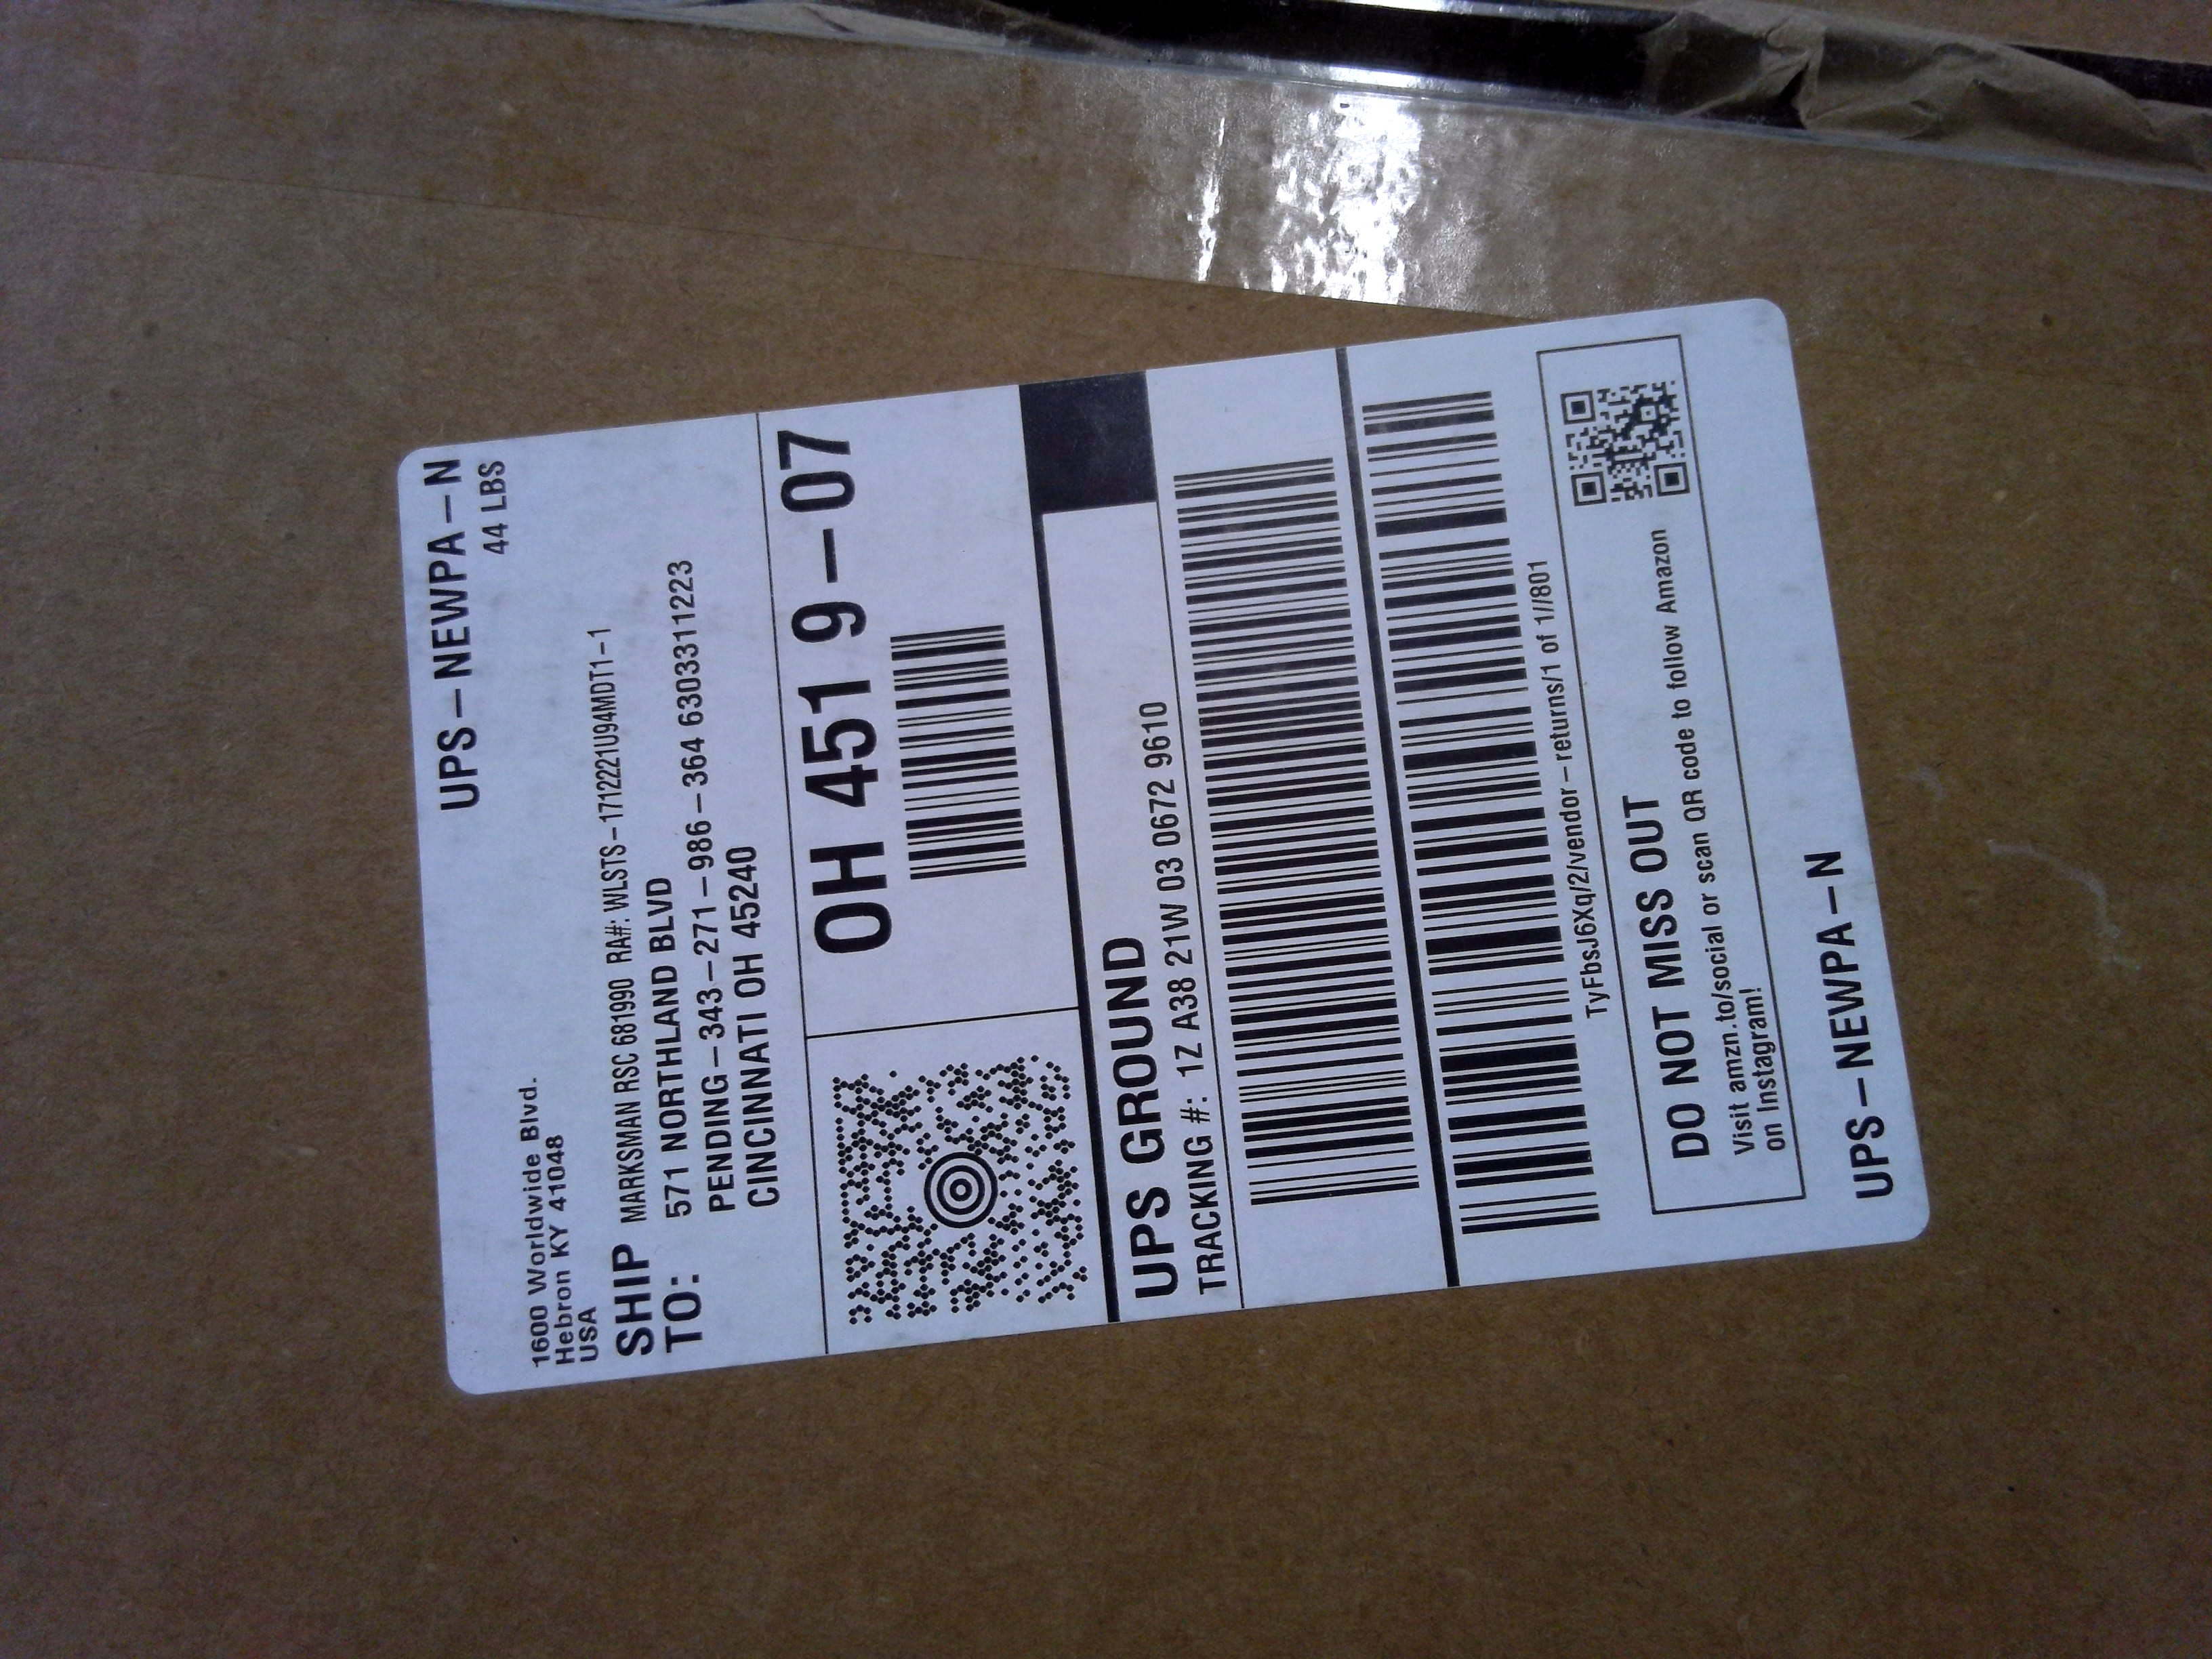 UPS-NEWPA-N
44 LBS
1600 Worldwide Blvd.
Hebron KY 41048
USA
SHIP TO:
MARKSMAN RSC 681990 RA#: WLSTS-1712221U94MDT1-1
571 NORTHLAND BLVD
PENDING-343-271-986-364 6303311223
CINCINNATI OH 45240
OH 451 9-07
UPS GROUND
TRACKING #: 1Z A38 21W 03 0672 9610
TyFbsJ6Xq/2/vendor-returns/1 of 1//801
DO NOT MISS OUT
Visit amzn.to/social or scan QR code to follow Amazon
on Instagram!
UPS-NEWPA-N